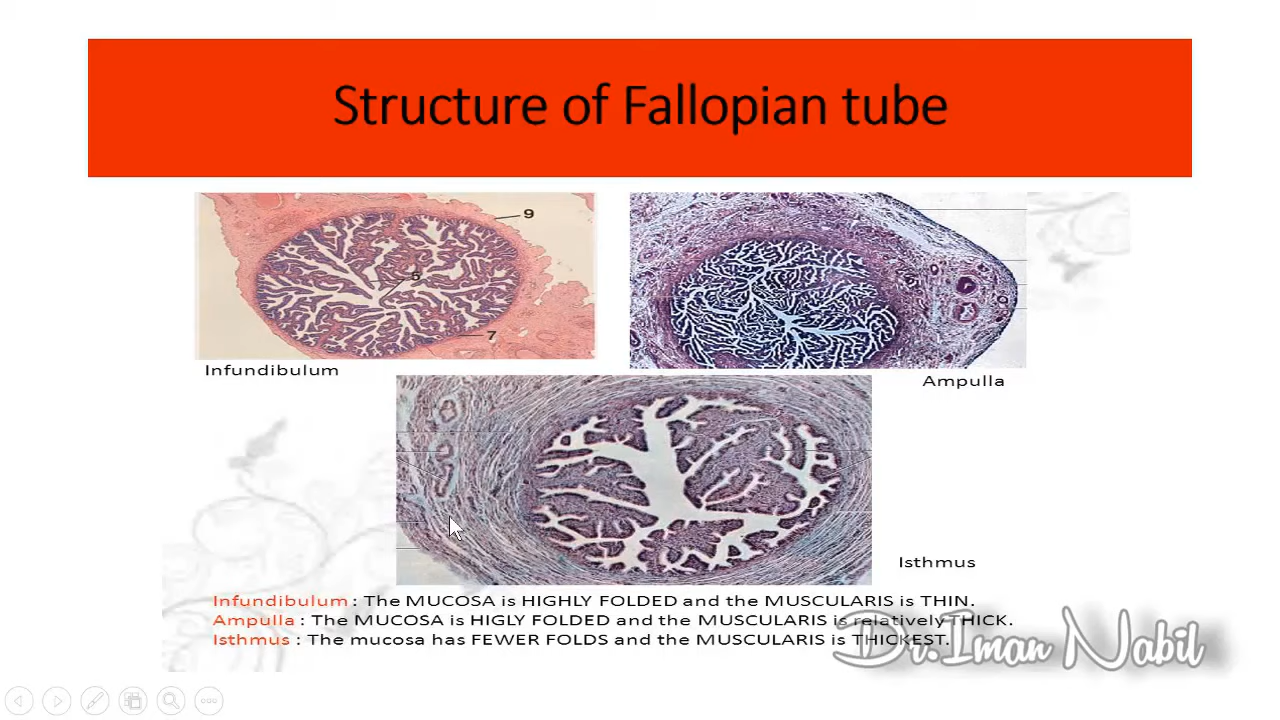 Structure of Fallopian tube
9
5
7
Infundibulum
Ampulla
Isthmus
Infundibulum : The MUCOSA is HIGHLY FOLDED and the MUSCULARIS is THIN.
Ampulla : The MUCOSA is HIGLY FOLDED and the MUSCULARIS is relatively THICK.
Isthmus : The mucosa has FEWER FOLDS and the MUSCULARIS is THICKEST.
Dr.Iman Nabil